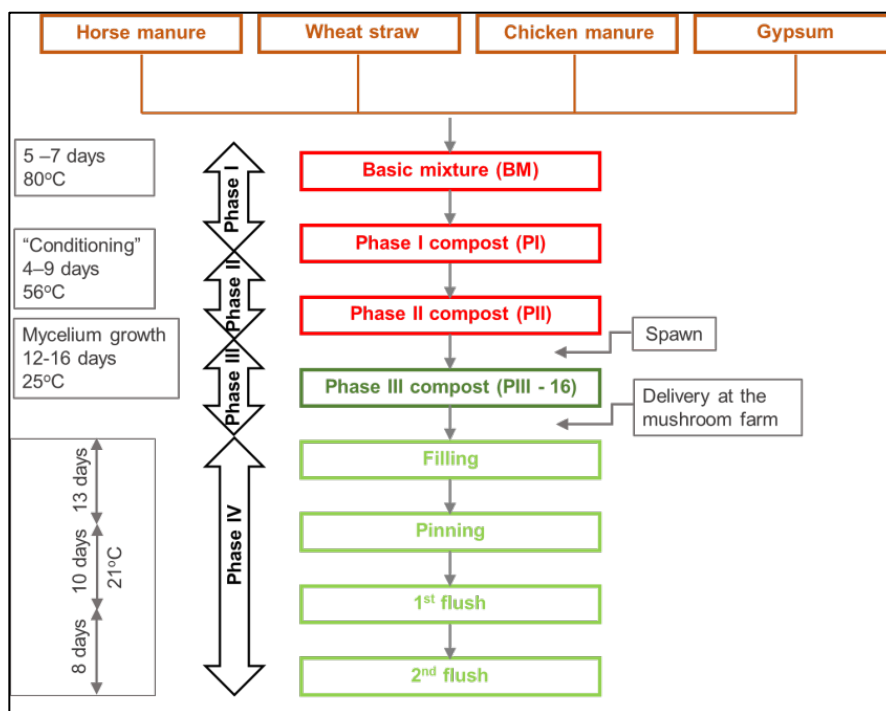 Horse manure
Wheat straw
Chicken manure
Gypsum
5 –7 days
80°C
Phase I
Basic mixture (BM)
Phase I compost (PI)
“Conditioning”
4–9 days
56°C
Phase II
Phase II compost (PII)
Spawn
Mycelium growth
12-16 days
25°C
Phase III
Phase III compost (PIII - 16)
Delivery at the
mushroom farm
13 days
10 days
8 days
21°C
Phase IV
Filling
Pinning
1st flush
2nd flush